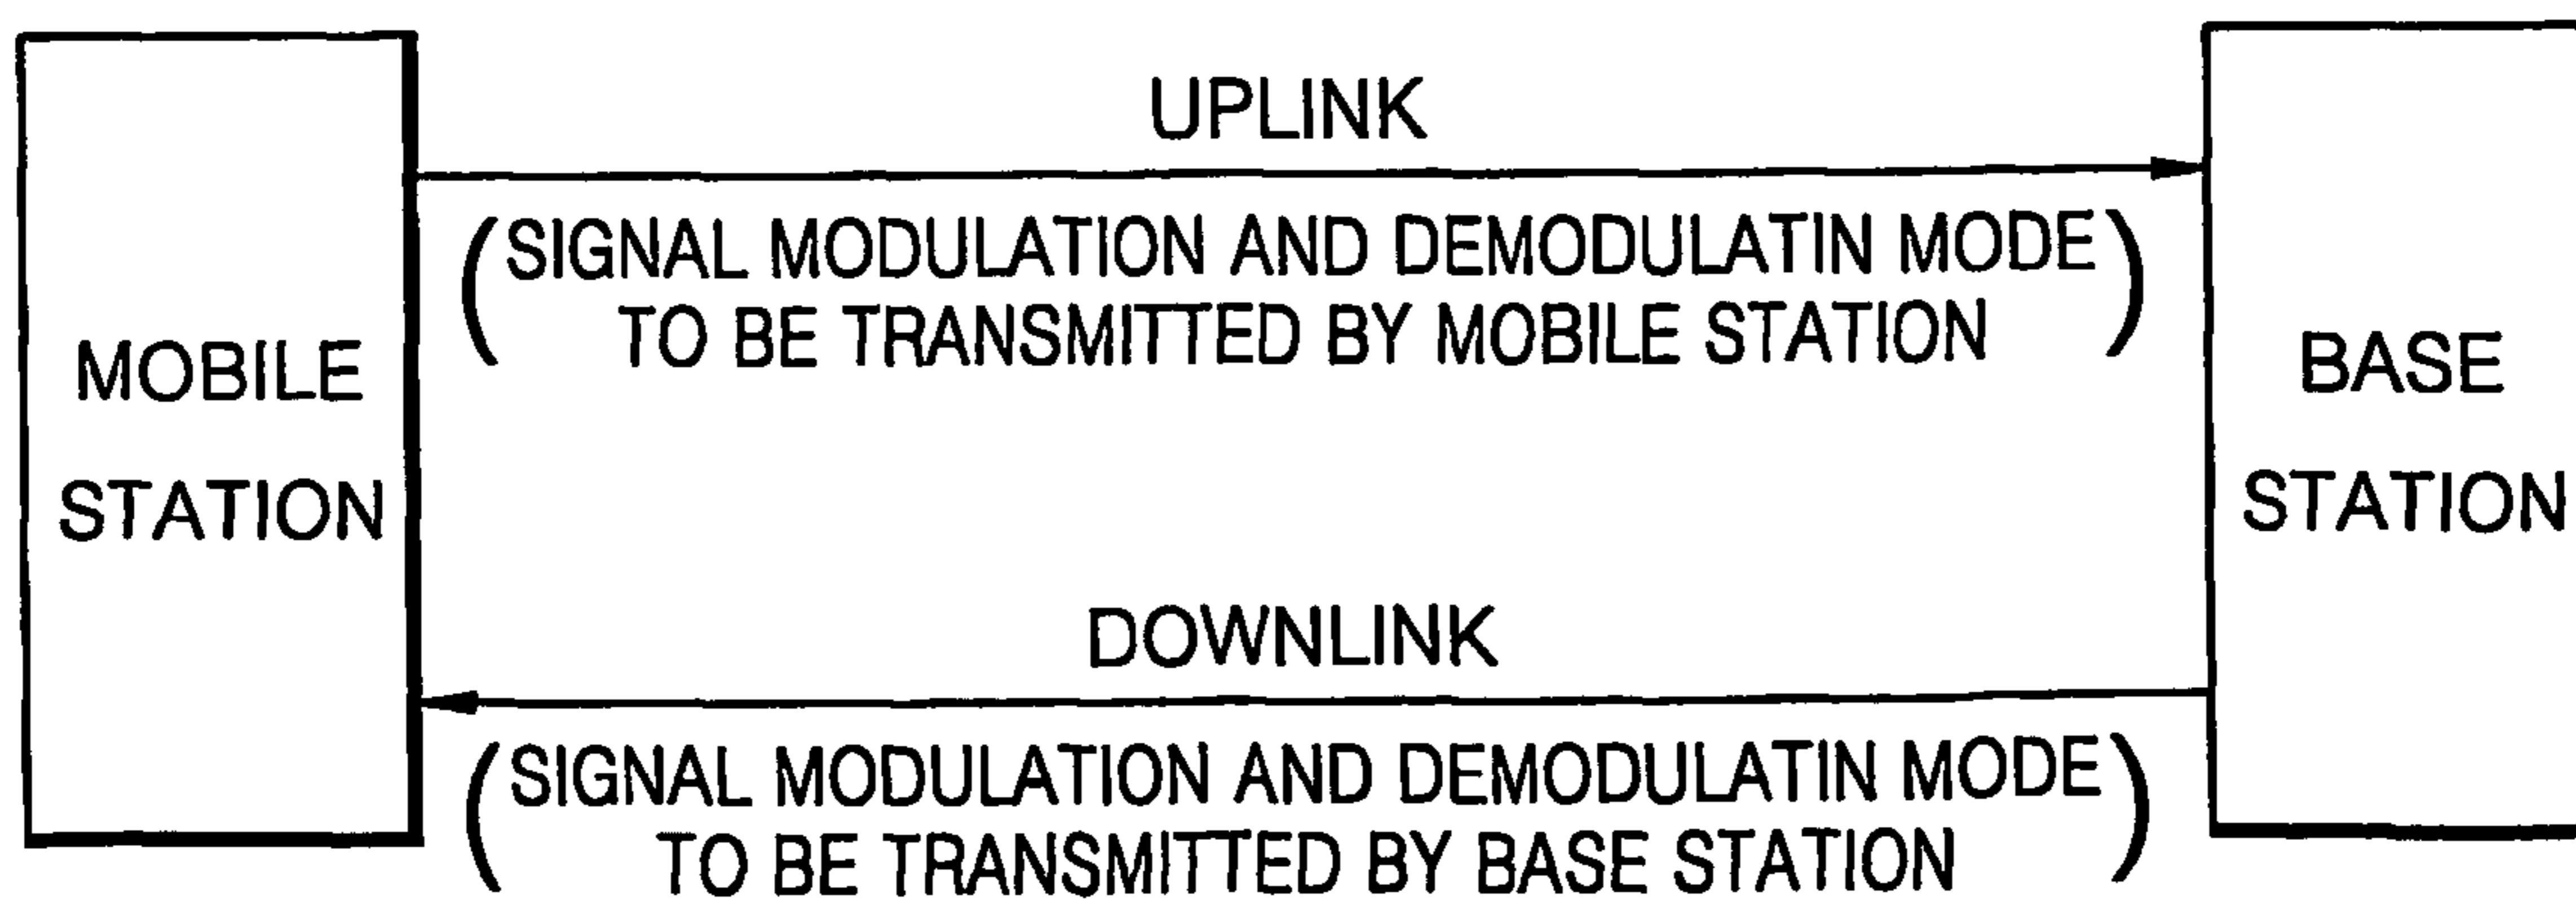 UPLINK
(SIGNAL MODULATION AND DEMODULATIN MODE
TO BE TRANSMITTED BY MOBILE STATION)
MOBILE
STATION
BASE
STATION
DOWNLINK
(SIGNAL MODULATION AND DEMODULATIN MODE
TO BE TRANSMITTED BY BASE STATION)